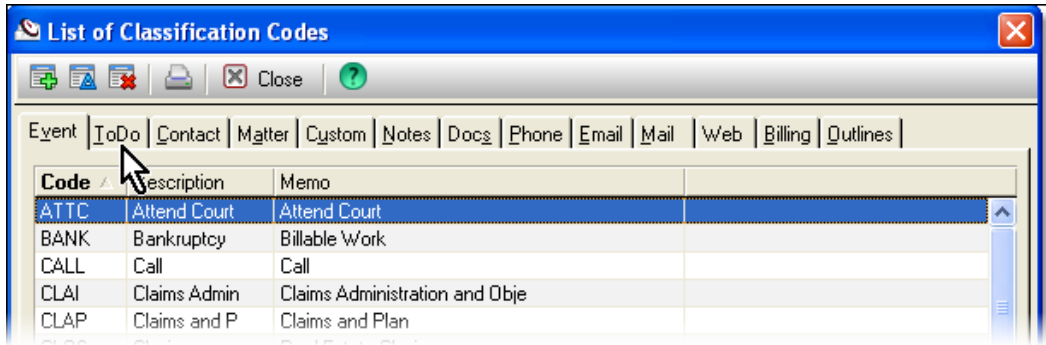 List of Classification Codes
Close
Event ToDo Contact Matter Custom Notes Docs Phone Email Mail Web Billing Outlines
Code Description Memo
ATTC Attend Court Attend Court
BANK Bankruptcy Billable Work
CALL Call Call
CLAI Claims Admin Claims Administration and Obje
CLAP Claims and P Claims and Plan